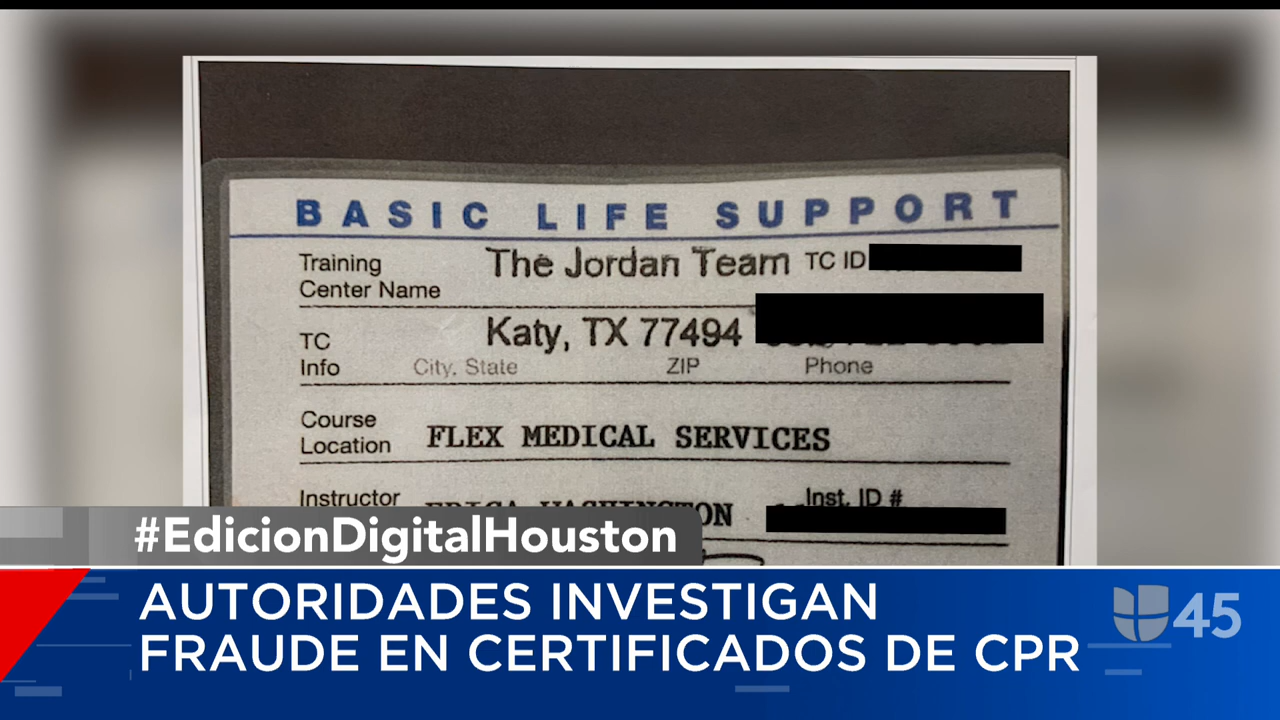 BASIC LIFE SUPPORT
Training Center Name The Jordan Team TC ID
TC Info Katy, TX 77494
City, State ZIP Phone
Course Location FLEX MEDICAL SERVICES
Instructor Inst. ID #
#EdicionDigitalHouston
AUTORIDADES INVESTIGAN
FRAUDE EN CERTIFICADOS DE CPR
45